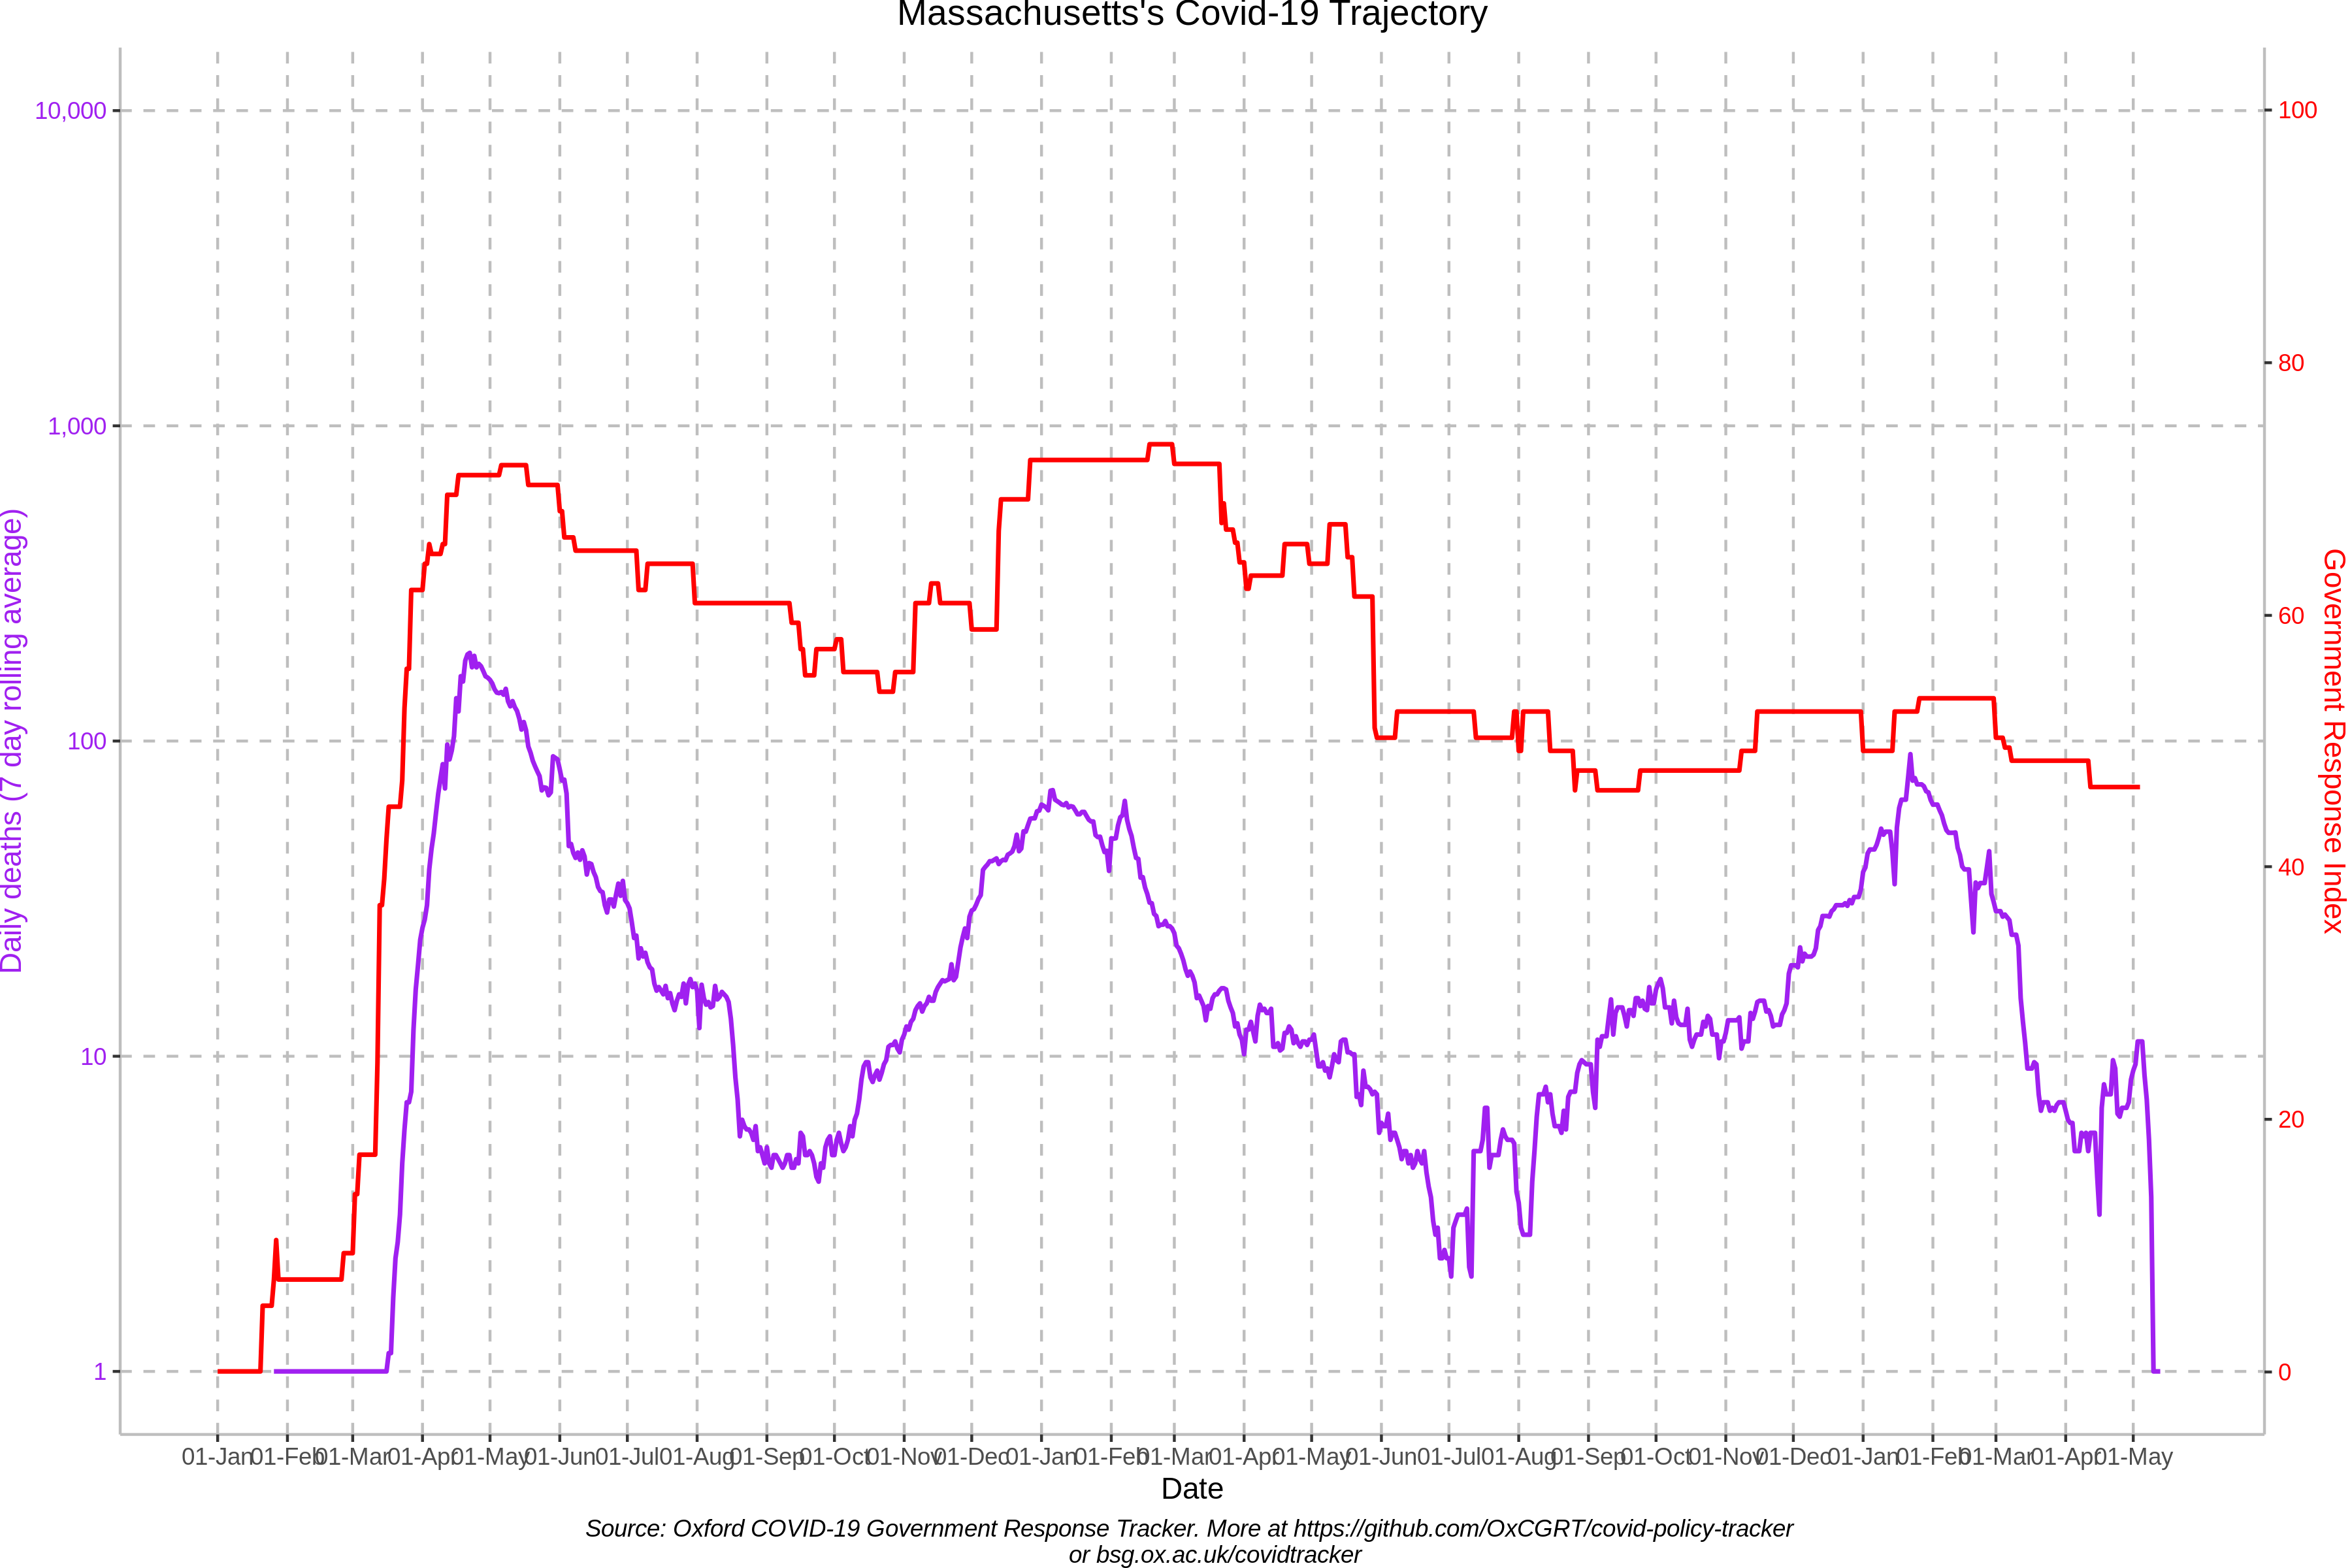 Massachusetts's Covid-19 Trajectory
10,000
1,000
100
10
1
Daily deaths (7 day rolling average)
100
80
60
40
20
0
Government Response Index
01-Jan 01-Feb 01-Mar 01-Apr 01-May 01-Jun 01-Jul 01-Aug 01-Sep 01-Oct 01-Nov 01-Dec 01-Jan 01-Feb 01-Mar 01-Apr 01-May 01-Jun 01-Jul 01-Aug 01-Sep 01-Oct 01-Nov 01-Dec 01-Jan 01-Feb 01-Mar 01-Apr 01-May
Date
Source: Oxford COVID-19 Government Response Tracker. More at https://github.com/OxCGRT/covid-policy-tracker
or bsg.ox.ac.uk/covidtracker